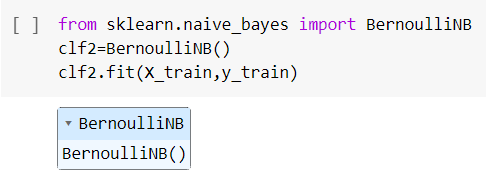 [ ] from sklearn.naive_bayes import BernoulliNB
clf2=BernoulliNB()
clf2.fit(X_train,y_train)
▾ BernoulliNB
BernoulliNB()